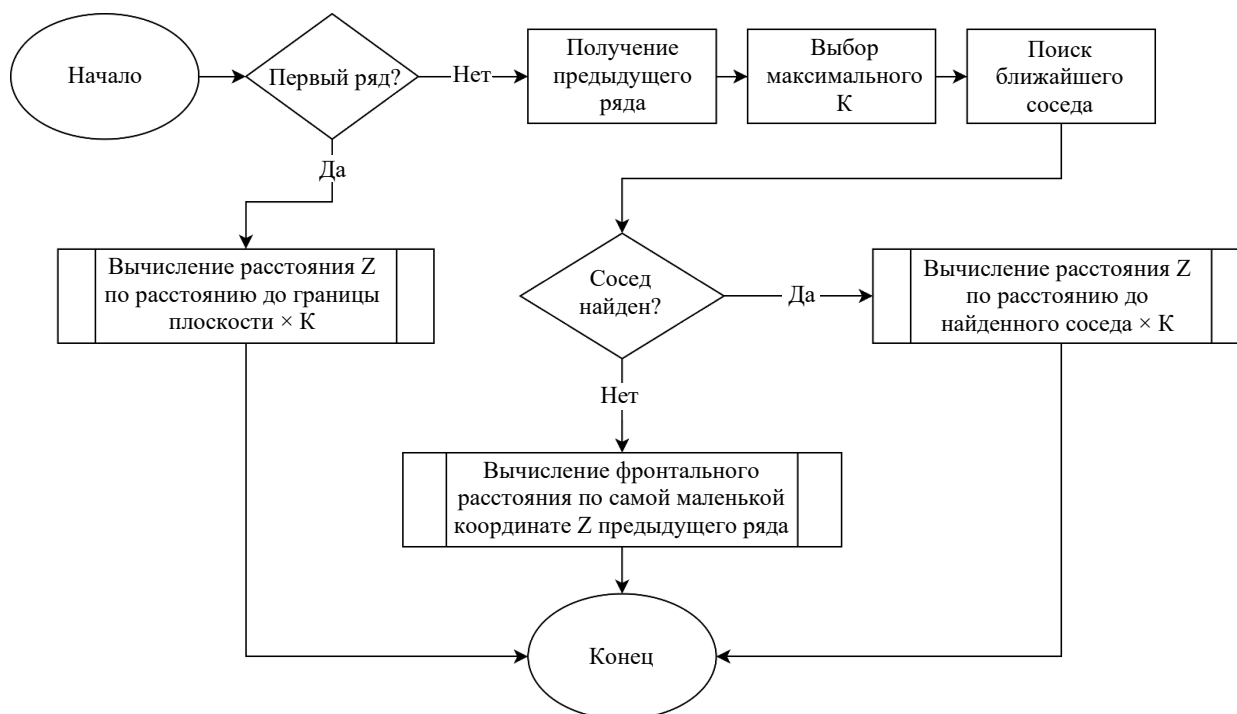 Начало
Первый ряд?
Нет
Получение
предыдущего
ряда
Выбор
максимального
К
Поиск
ближайшего
соседа
Да
Вычисление расстояния Z
по расстоянию до границы
плоскости × К
Сосед
найден?
Да
Вычисление расстояния Z
по расстоянию до
найденного соседа × К
Нет
Вычисление фронтального
расстояния по самой маленькой
координате Z предыдущего ряда
Конец